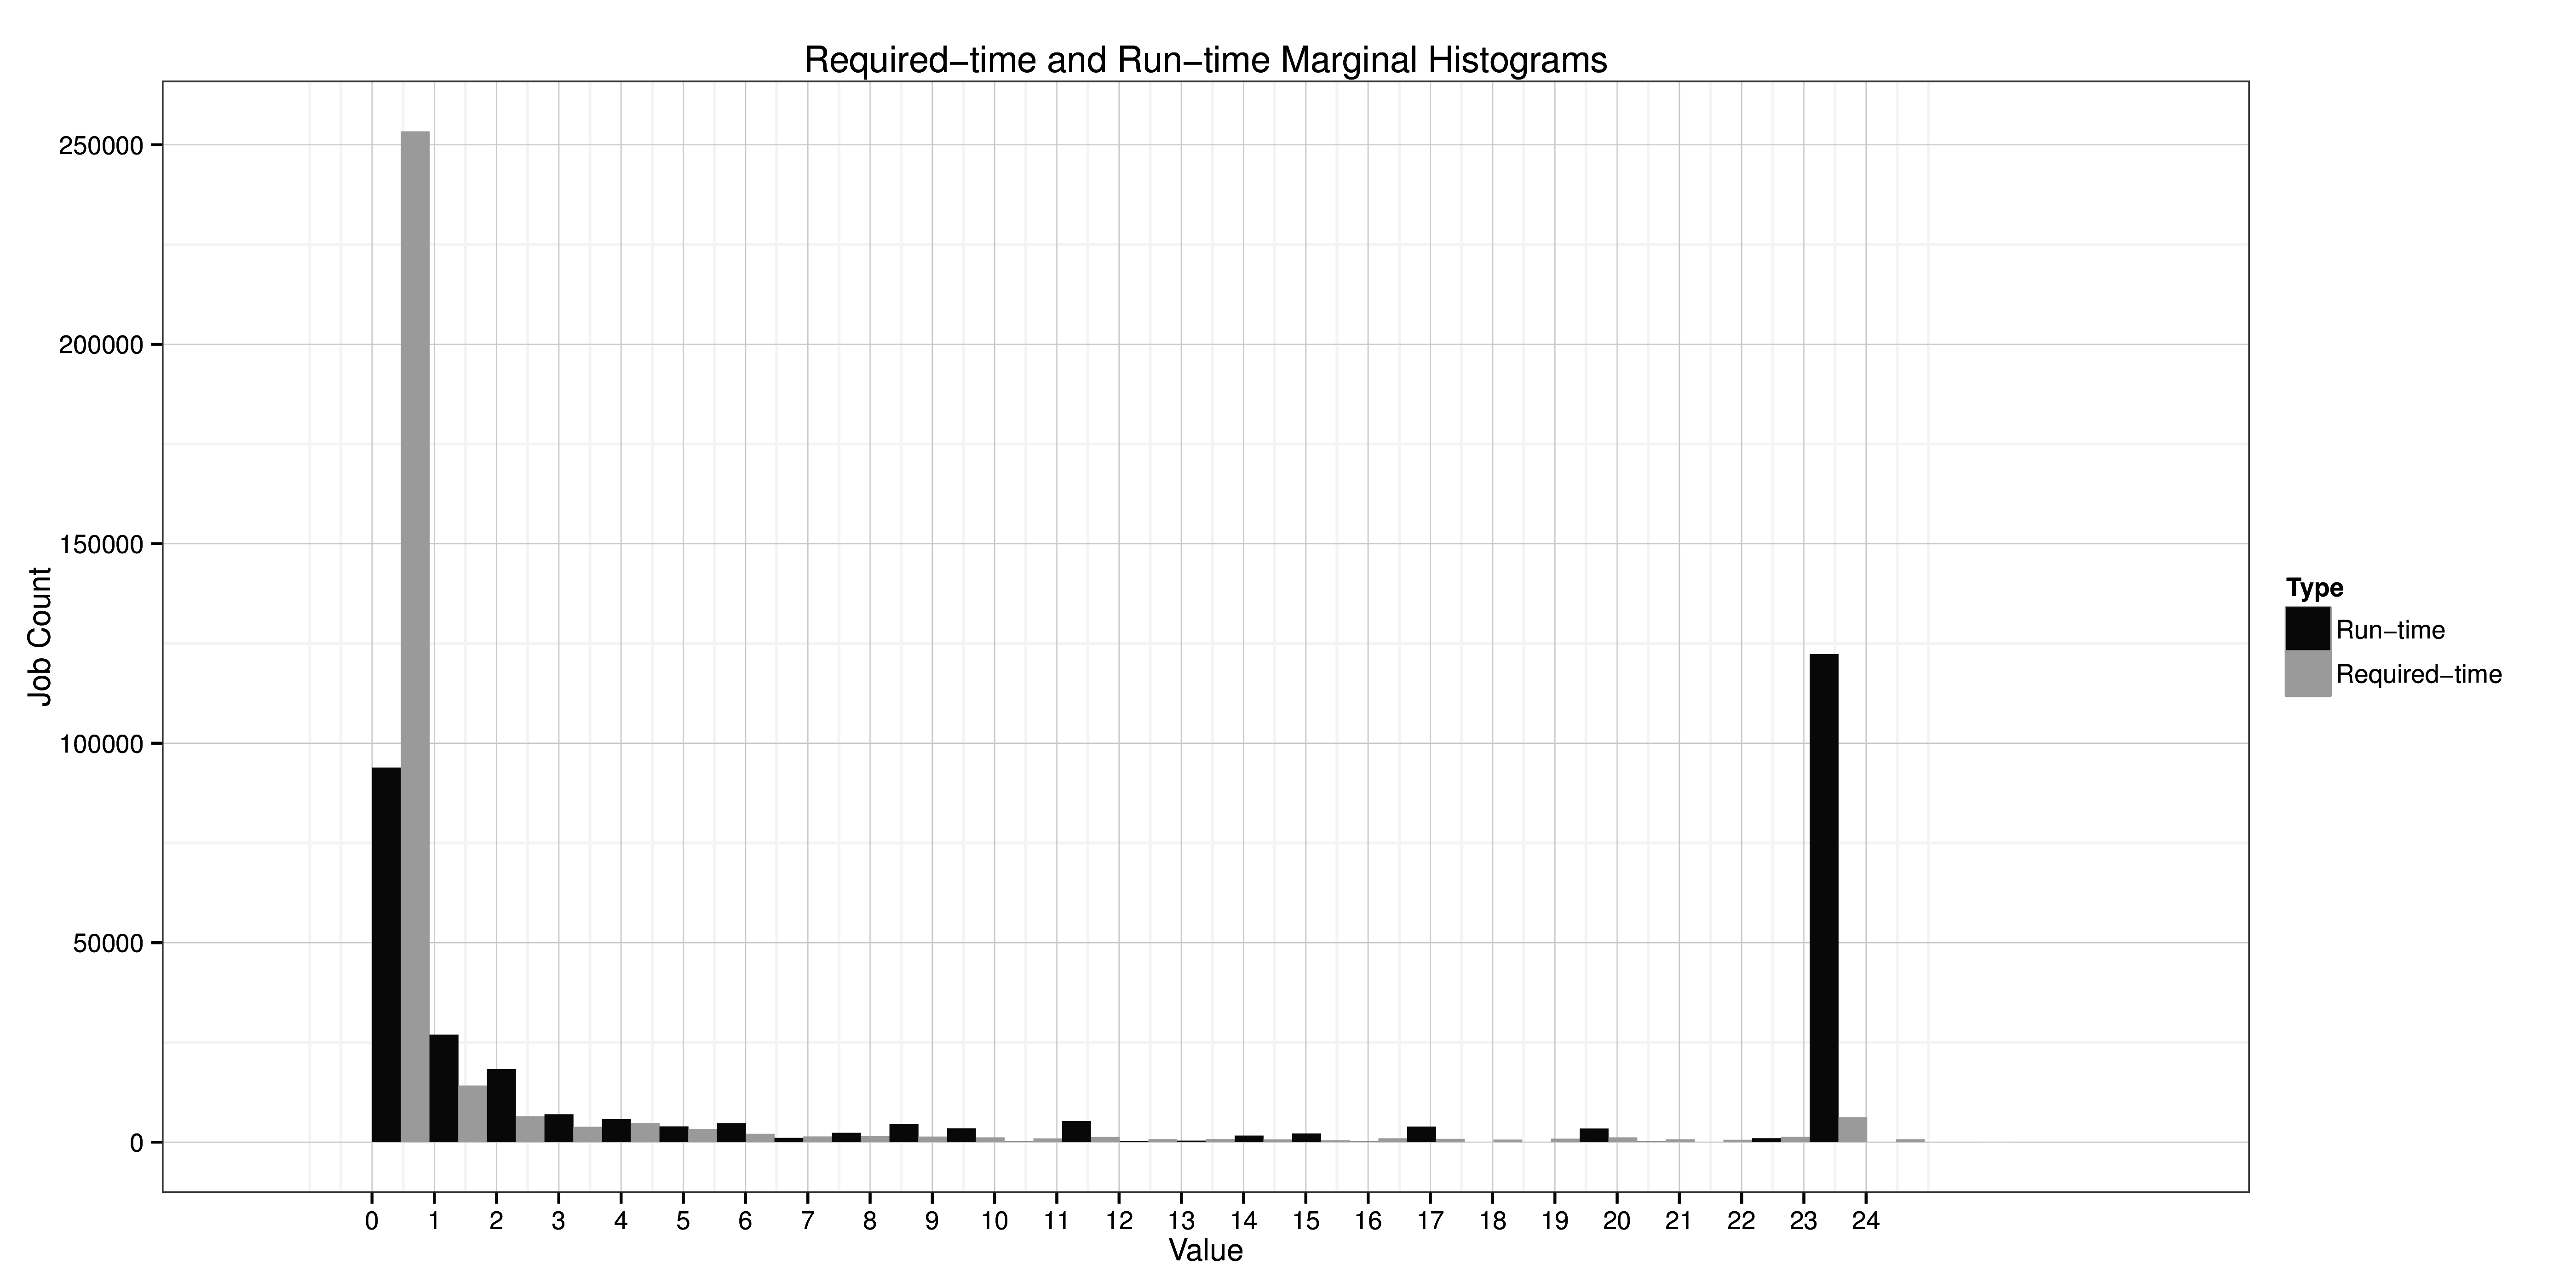 Required−time and Run−time Marginal Histograms
250000
200000
150000
100000
50000
0
Job Count
0 1 2 3 4 5 6 7 8 9 10 11 12 13 14 15 16 17 18 19 20 21 22 23 24
Value
Type
Run−time
Required−time